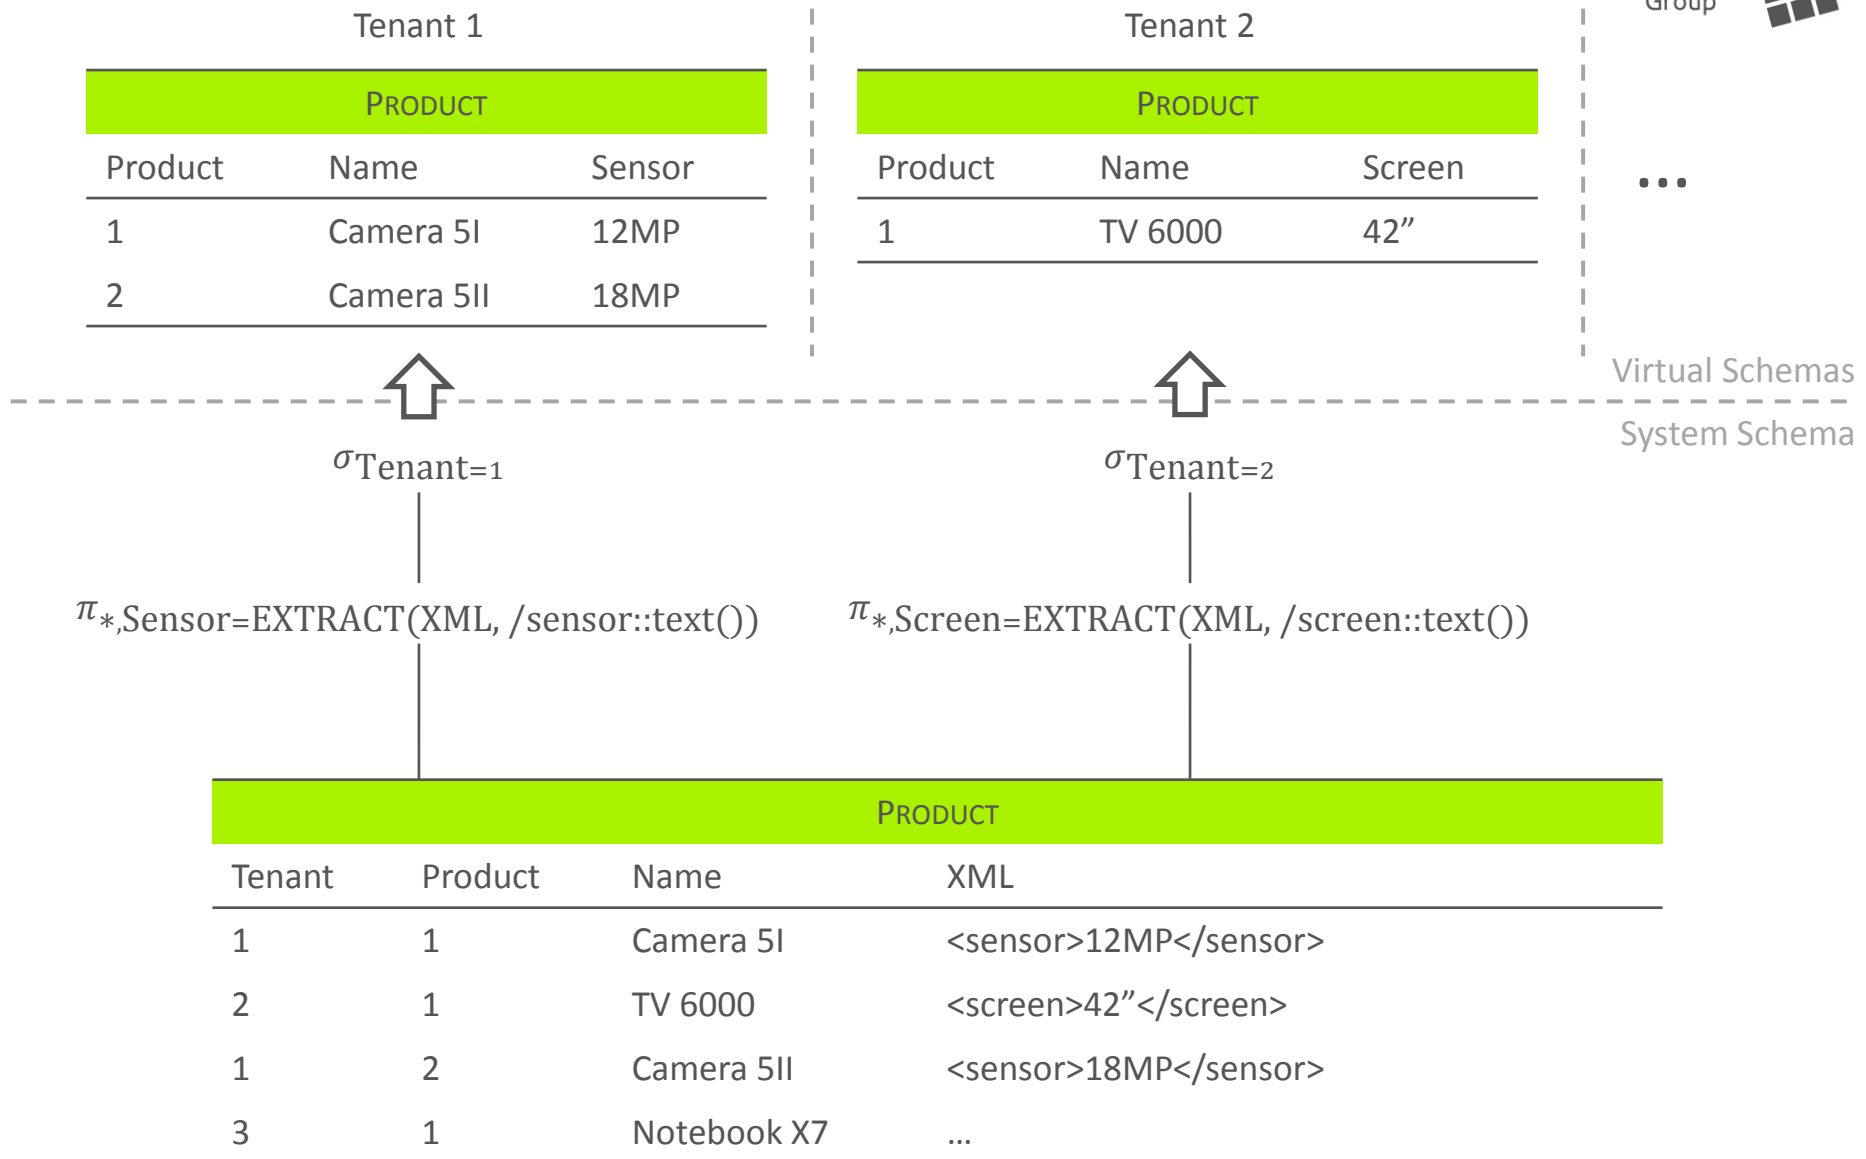 Group
Tenant 1 Tenant 2
PRODUCT PRODUCT
Product Name Sensor Product Name Screen
...
1 Camera 5I 12MP 1 TV 6000 42”
2 Camera 5II 18MP
Virtual Schemas
System Schema
σTenant=1 σTenant=2
π*,Sensor=EXTRACT(XML, /sensor::text()) π*,Screen=EXTRACT(XML, /screen::text())
PRODUCT
Tenant Product Name XML
1 1 Camera 5I <sensor>12MP</sensor>
2 1 TV 6000 <screen>42”</screen>
1 2 Camera 5II <sensor>18MP</sensor>
3 1 Notebook X7 …